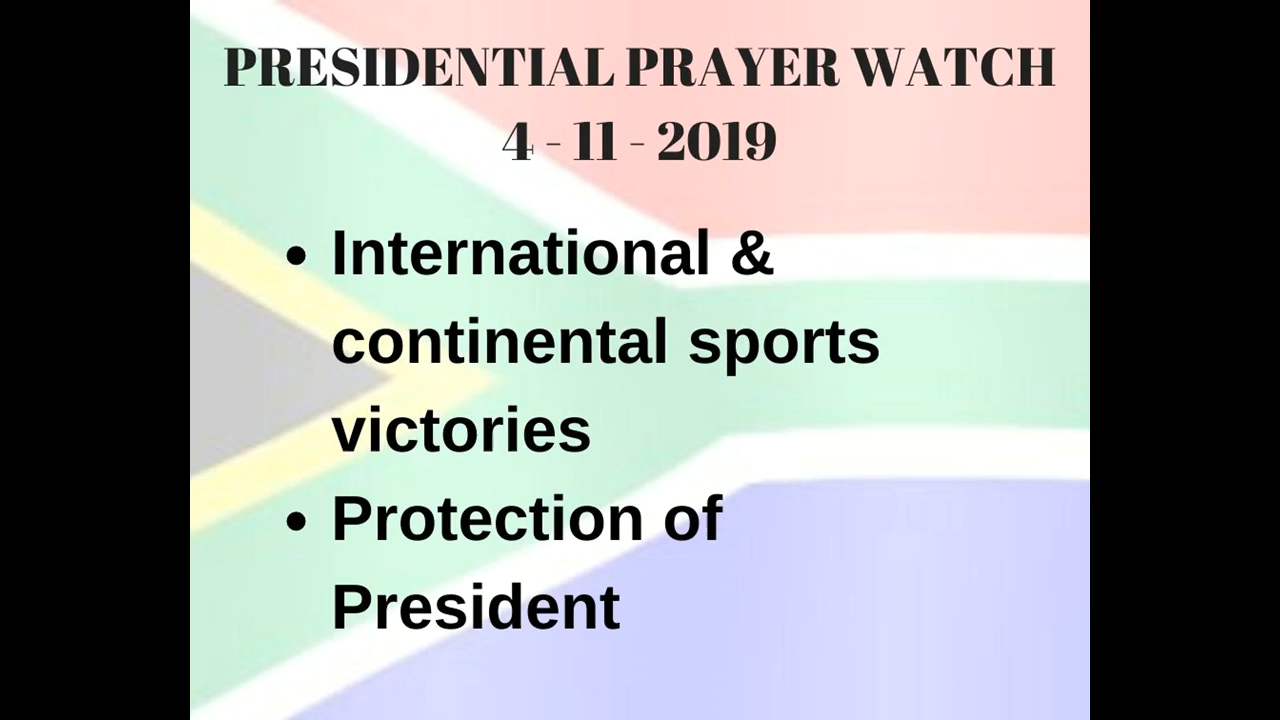 PRESIDENTIAL PRAYER WATCH
4 - 11 - 2019
• International &
continental sports
victories
• Protection of
President